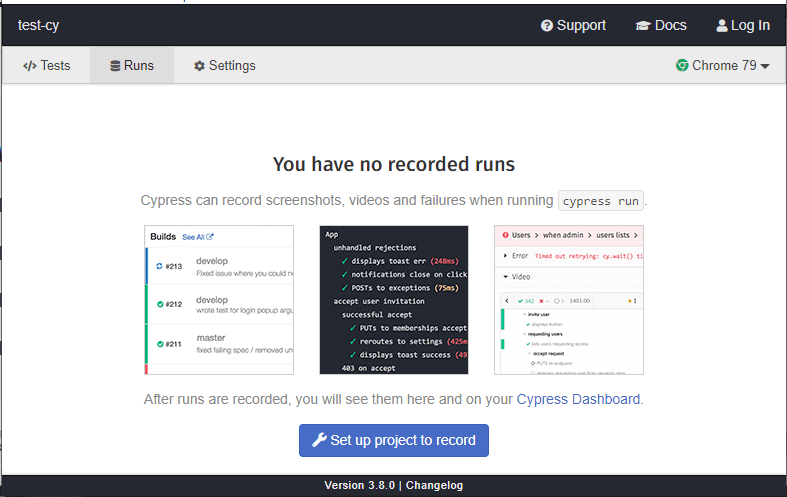 test-cy Support Docs Log In
Tests Runs Settings Chrome 79
You have no recorded runs
Cypress can record screenshots, videos and failures when running cypress run.
Builds See All
#213 develop
Fixed issue where you could n
#212 develop
wrote test for login popup argu
#211 master
fixed failing spec / removed un
App
unhandled rejections
✓ displays toast err (248ms)
✓ notifications close on click
✓ POSTs to exceptions (75ms)
accept user invitation
successful accept
✓ PUTs to memberships accept
✓ reroutes to settings (425m
✓ displays toast success (49
403 on accept
Users > when admin > users lists >
Error Timed out retrying: cy.wait() ti
Video
342 -- 5 1401.00
invite user
displays button
requesting user
lists users requesting access
accept request
PUTS to endpoint
After runs are recorded, you will see them here and on your Cypress Dashboard.
Set up project to record
Version 3.8.0 | Changelog